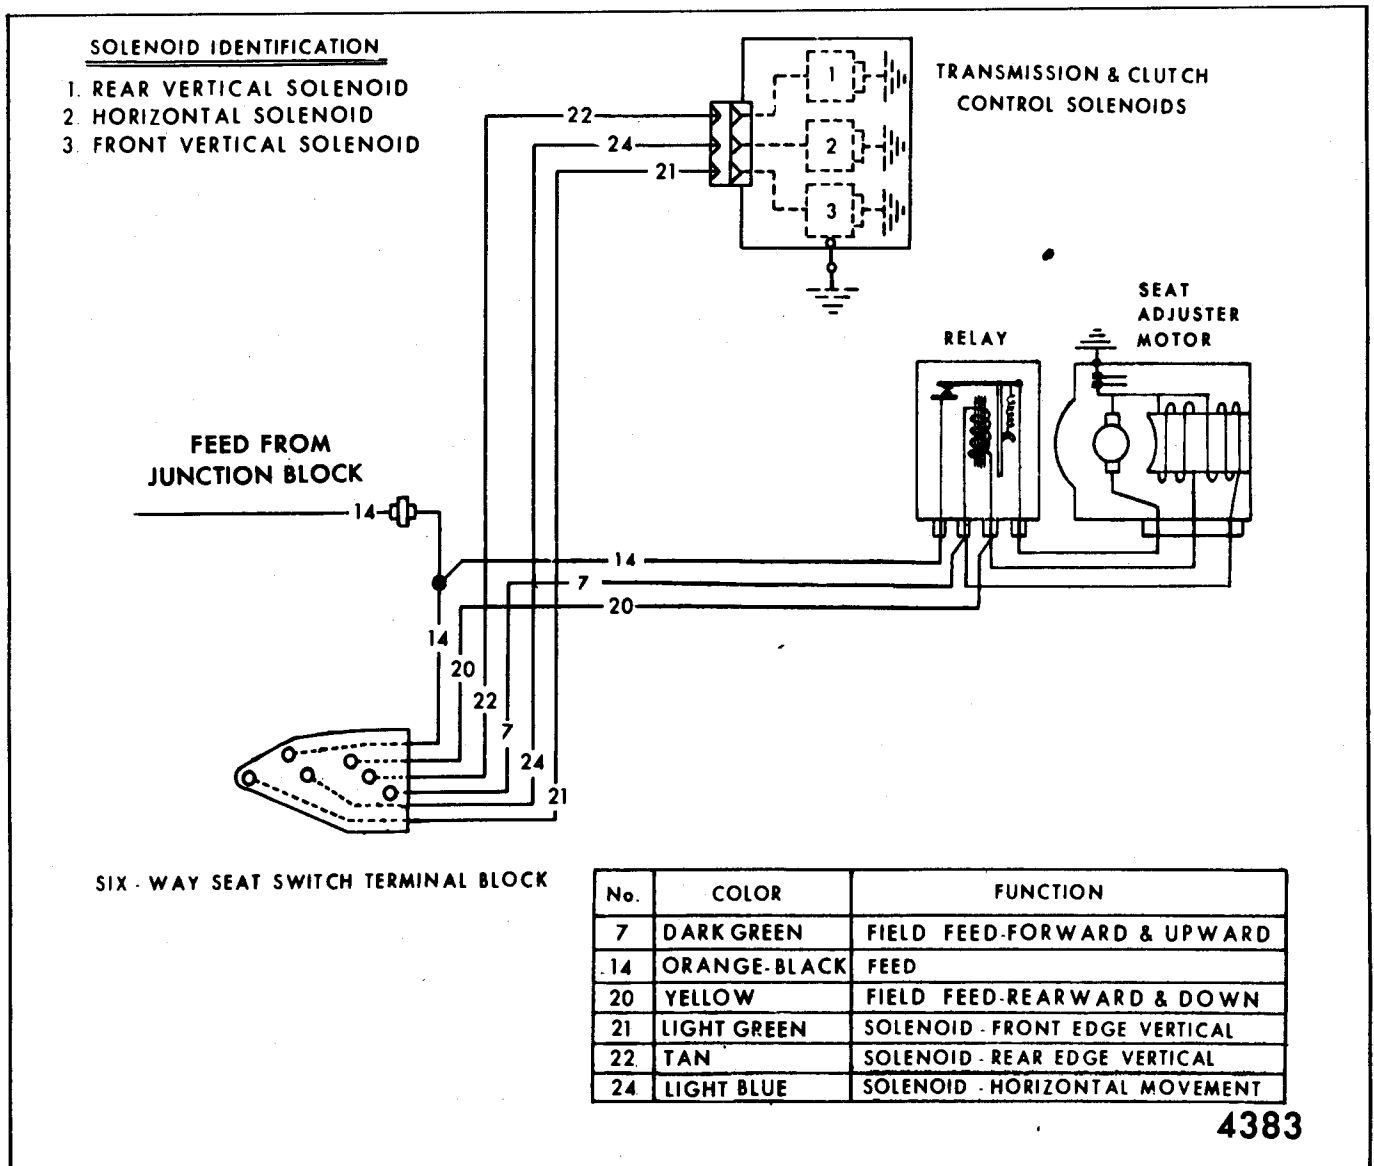 SOLENOID IDENTIFICATION
1. REAR VERTICAL SOLENOID
2. HORIZONTAL SOLENOID
3. FRONT VERTICAL SOLENOID
TRANSMISSION & CLUTCH
CONTROL SOLENOIDS
1
2
3
22
24
21
SEAT
ADJUSTER
MOTOR
RELAY
FEED FROM
JUNCTION BLOCK
14
14
7
20
14
20
22
7
24
21
SIX-WAY SEAT SWITCH TERMINAL BLOCK
No. COLOR FUNCTION
7 DARK GREEN FIELD FEED-FORWARD & UPWARD
14 ORANGE-BLACK FEED
20 YELLOW FIELD FEED-REARWARD & DOWN
21 LIGHT GREEN SOLENOID-FRONT EDGE VERTICAL
22 TAN SOLENOID-REAR EDGE VERTICAL
24 LIGHT BLUE SOLENOID-HORIZONTAL MOVEMENT
4383